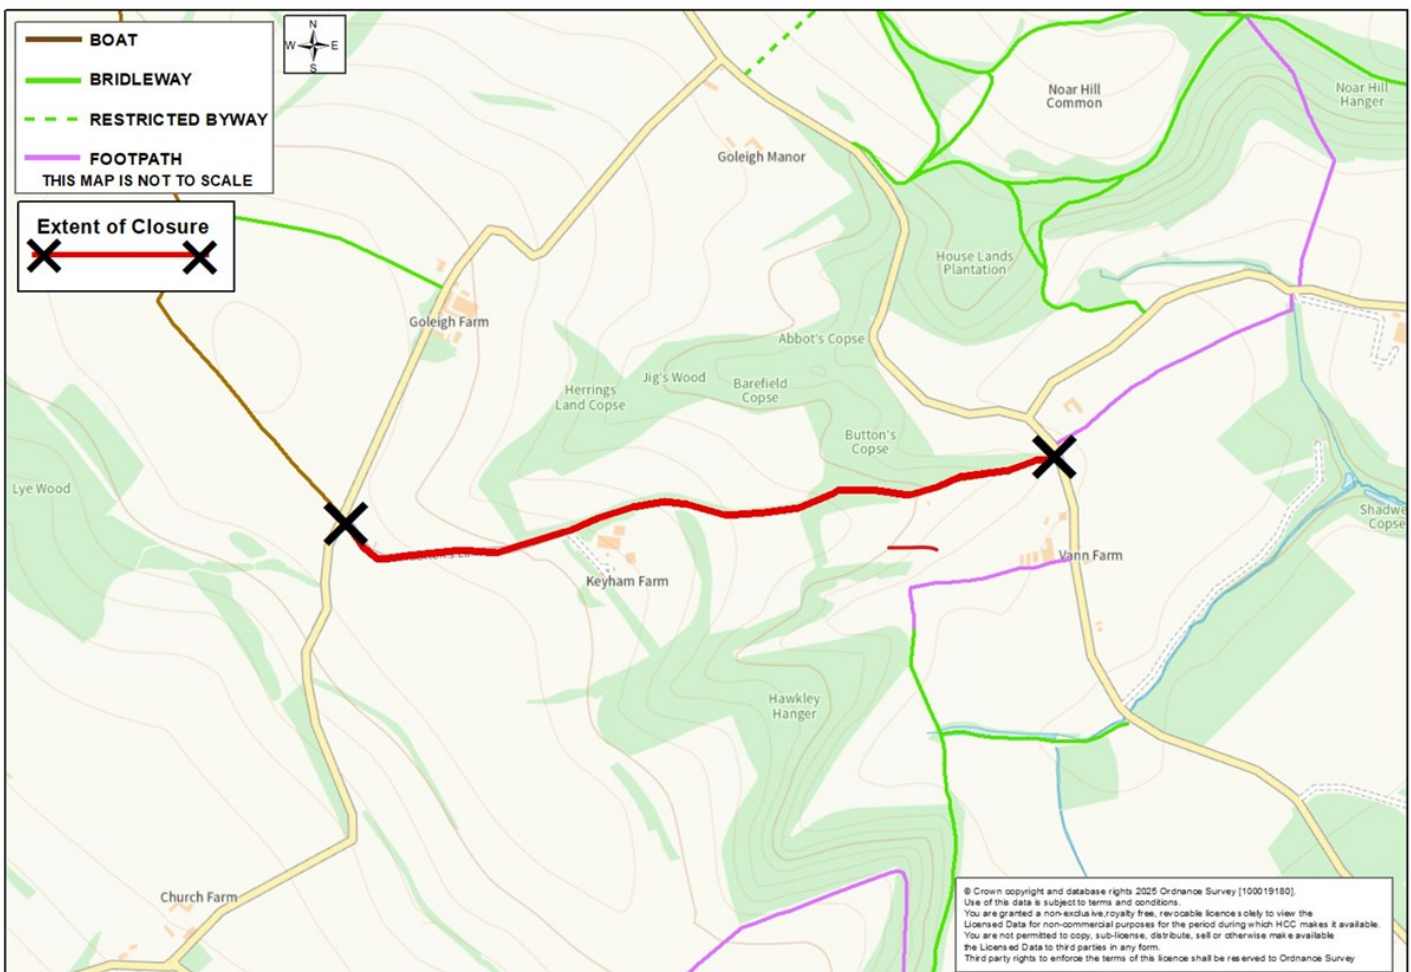 BOAT
BRIDLEWAY
RESTRICTED BYWAY
FOOTPATH
THIS MAP IS NOT TO SCALE
N
W E
S
Extent of Closure
Noar Hill
Common
Noar Hill
Hanger
Goleigh Manor
House Lands
Plantation
Goleigh Farm
Abbot's Copse
Jig's Wood
Herrings
Land Copse
Barefield
Copse
Button's
Copse
Lye Wood
Shadwe
Copse
Vann Farm
Keyham Farm
Hawkley
Hanger
Church Farm
© Crown copyright and database rights 2025 Ordnance Survey [100019180].
Use of this data is subject to terms and conditions.
You are granted a non-exclusive,royalty free, revocable licence solely to view the
Licensed Data for non-commercial purposes for the period during which HCC makes it available.
You are not permitted to copy, sub-license, distribute, sell or otherwise make available
the Licensed Data to third parties in any form.
Third party rights to enforce the terms of this licence shall be reserved to Ordnance Survey